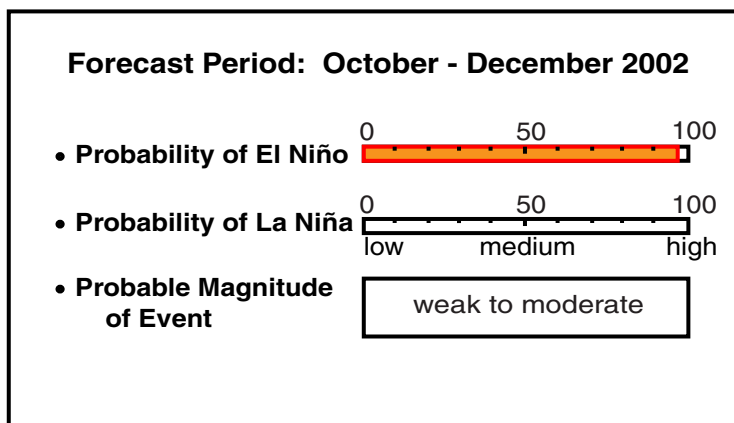 Forecast Period: October - December 2002
0 50 100
• Probability of El Niño
0 50 100
• Probability of La Niña
low medium high
• Probable Magnitude
of Event
weak to moderate